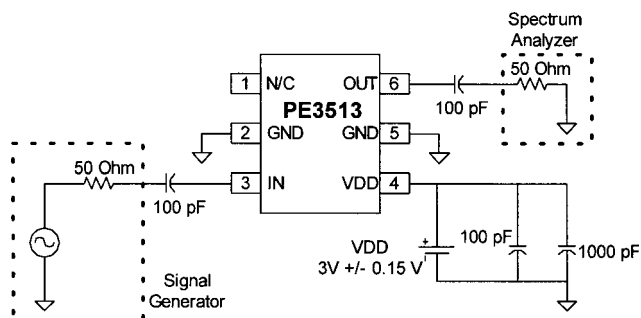 Spectrum
Analyzer
50 Ohm
1 N/C OUT 6
PE3513
100 pF
2 GND GND 5
50 Ohm
3 IN VDD 4
100 pF
VDD
3V +/- 0.15 V
+
100 pF
1000 pF
Signal
Generator